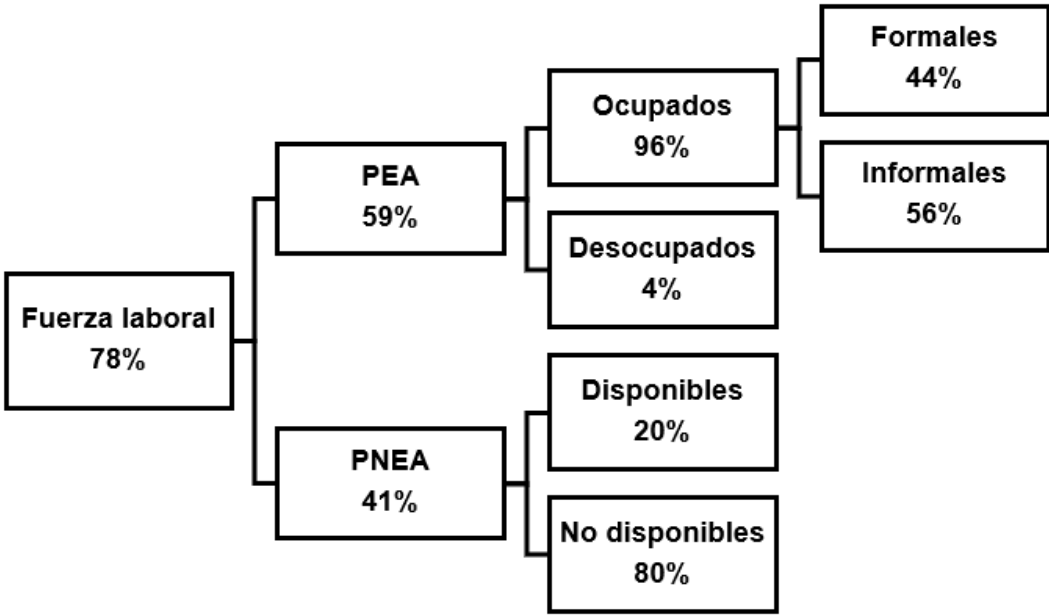 Fuerza laboral
78%
PEA
59%
Ocupados
96%
Formales
44%
Informales
56%
Desocupados
4%
PNEA
41%
Disponibles
20%
No disponibles
80%